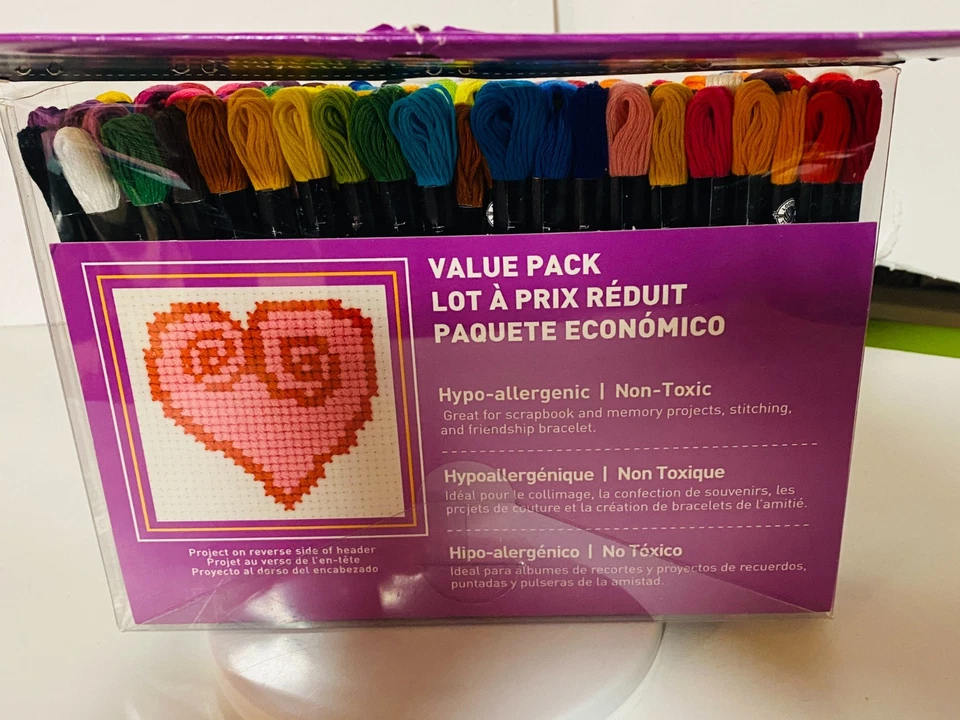 VALUE PACK
LOT À PRIX RÉDUIT
PAQUETE ECONÓMICO
Hypo-allergenic | Non-Toxic
Great for scrapbook and memory projects, stitching,
and friendship bracelet.
Hypoallergénique | Non Toxique
Idéal pour le collimage, la confection de souvenirs, les
projets de couture et la création de bracelets de l'amitié.
Hipo-alergénico | No Tóxico
Ideal para álbumes de recortes y proyectos de recuerdos,
puntadas y pulseras de la amistad.
Project on reverse side of header
Projet au verso de l'en-tête
Proyecto al dorso del encabezado